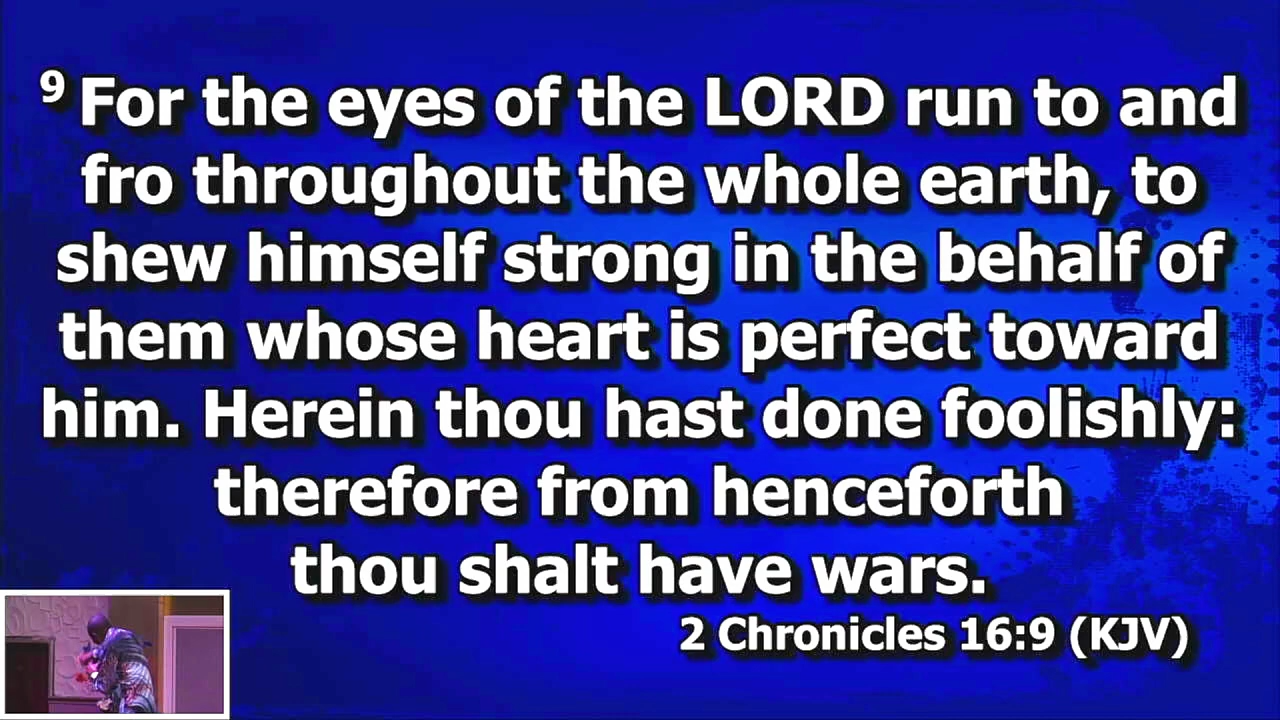 9 For the eyes of the LORD run to and
fro throughout the whole earth, to
shew himself strong in the behalf of
them whose heart is perfect toward
him. Herein thou hast done foolishly:
therefore from henceforth
thou shalt have wars.
2 Chronicles 16:9 (KJV)